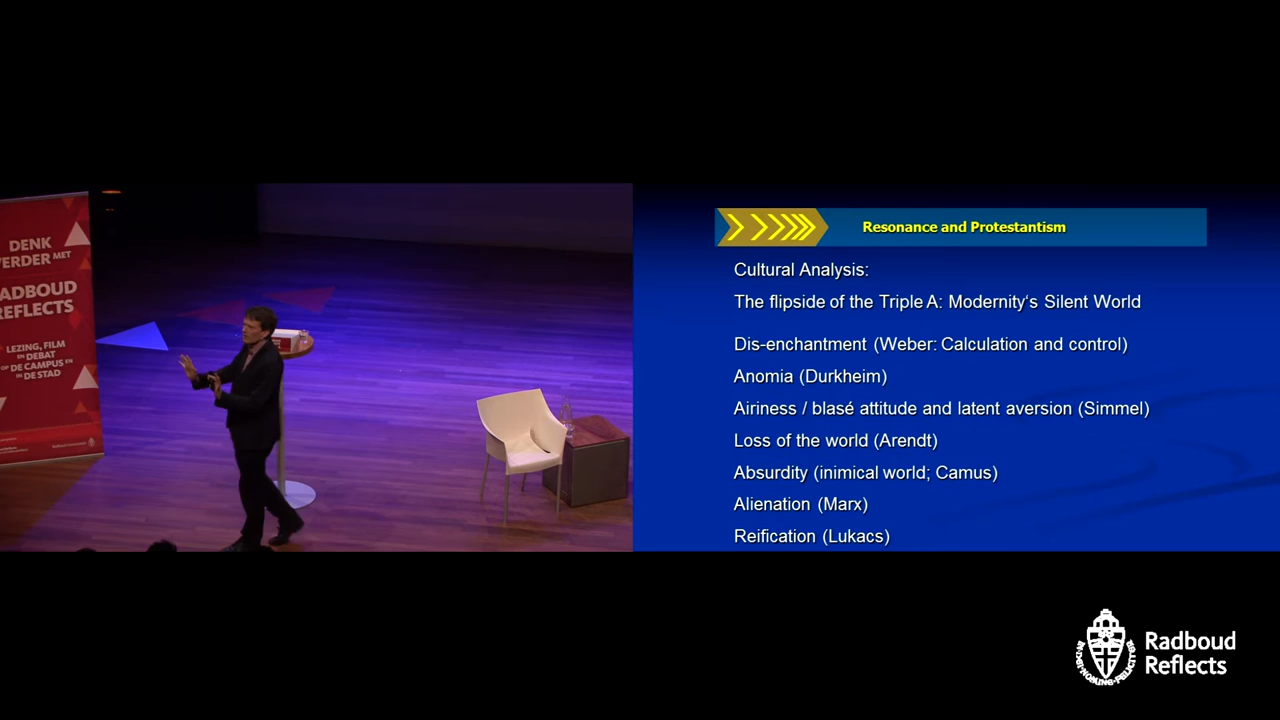 DENK
ERDER MET
ADBOUD
REFLECTS
LEZING, FILM
EN DEBAT
OP DE CAMPUS EN
IN DE STAD
Resonance and Protestantism
Cultural Analysis:
The flipside of the Triple A: Modernity's Silent World
Dis-enchantment (Weber: Calculation and control)
Anomia (Durkheim)
Airiness / blasé attitude and latent aversion (Simmel)
Loss of the world (Arendt)
Absurdity (inimical world; Camus)
Alienation (Marx)
Reification (Lukacs)
Radboud
Reflects